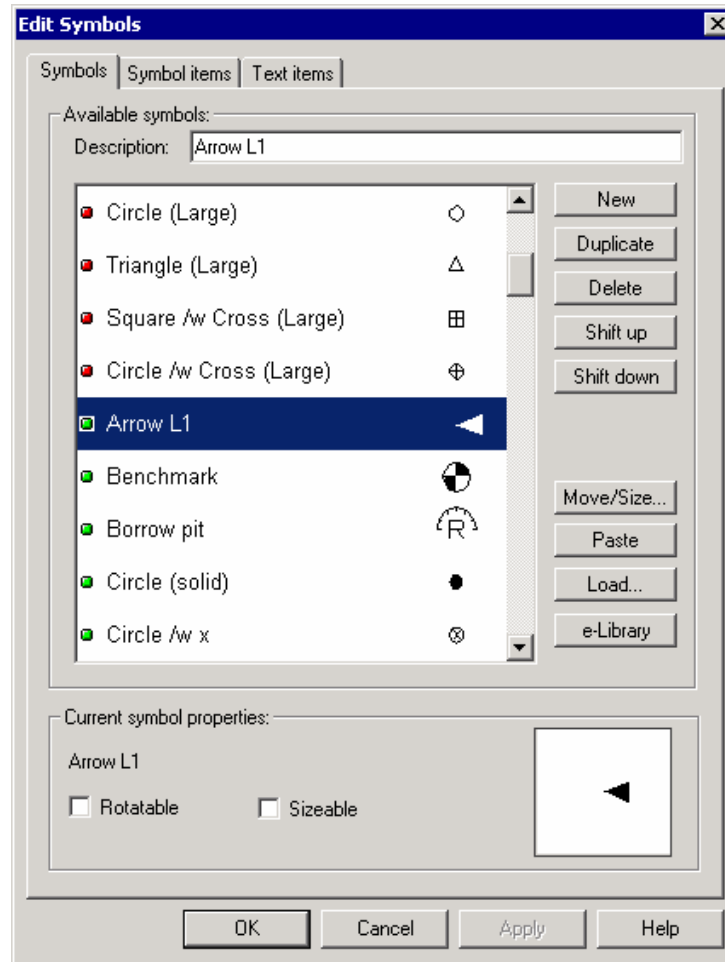 Edit Symbols
Symbols Symbol items Text items
Available symbols:
Description: Arrow L1
Circle (Large)
Triangle (Large)
Square /w Cross (Large)
Circle /w Cross (Large)
Arrow L1
Benchmark
Borrow pit R
Circle (solid)
Circle /w x
New
Duplicate
Delete
Shift up
Shift down
Move/Size...
Paste
Load...
e-Library
Current symbol properties:
Arrow L1
Rotatable Sizeable
OK Cancel Apply Help